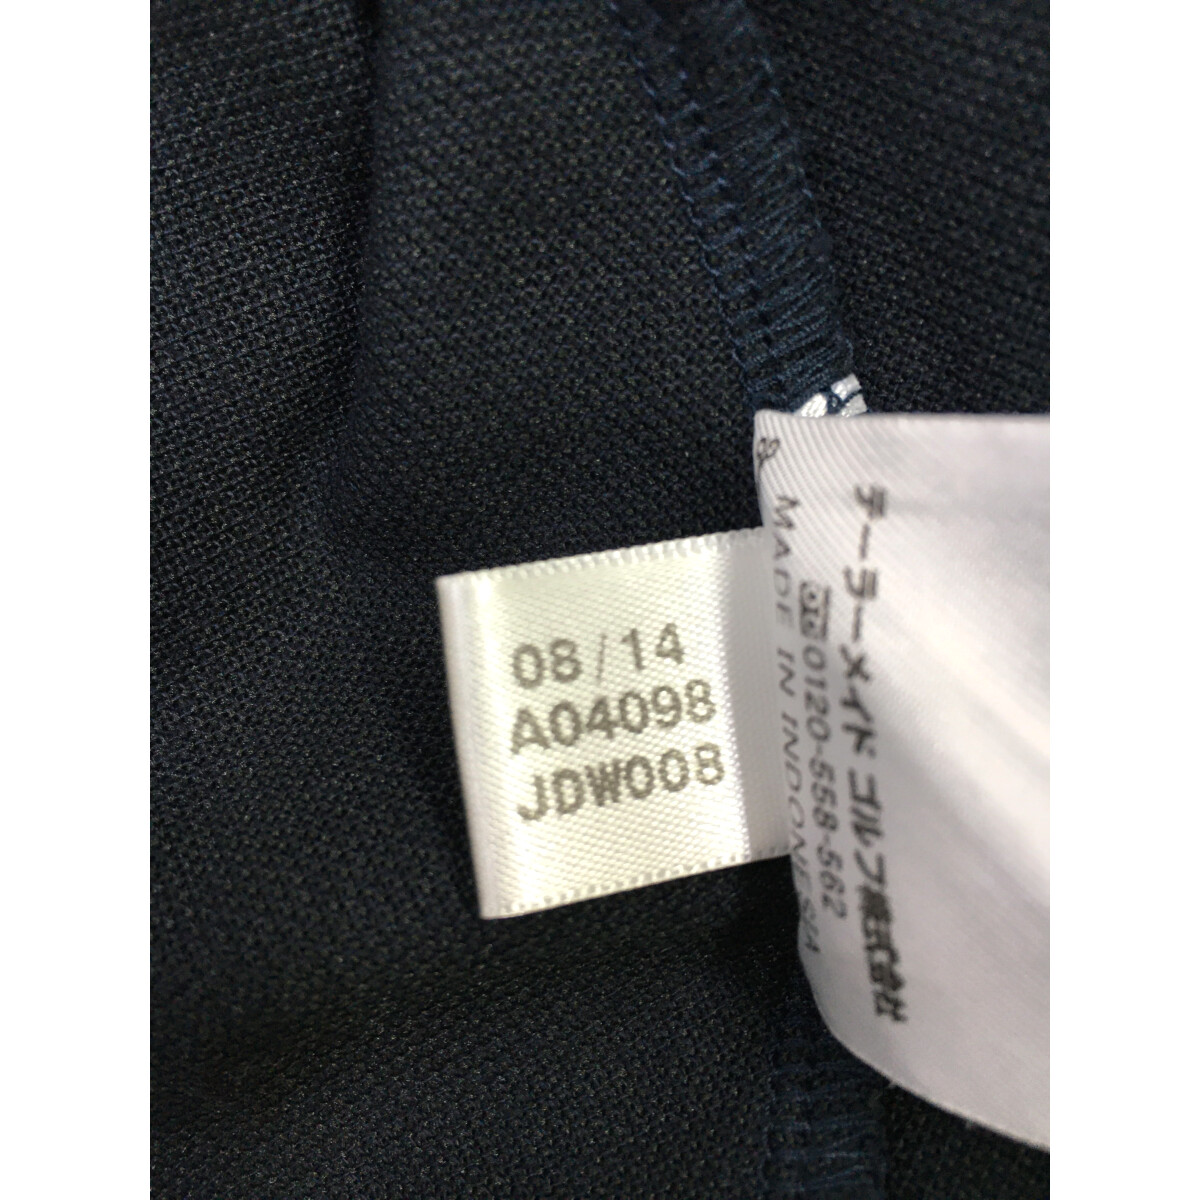 08/14
A04098
JDW008
テーラーメイド ゴルフ株式会社
0120-558-562
MADE IN INDONESIA